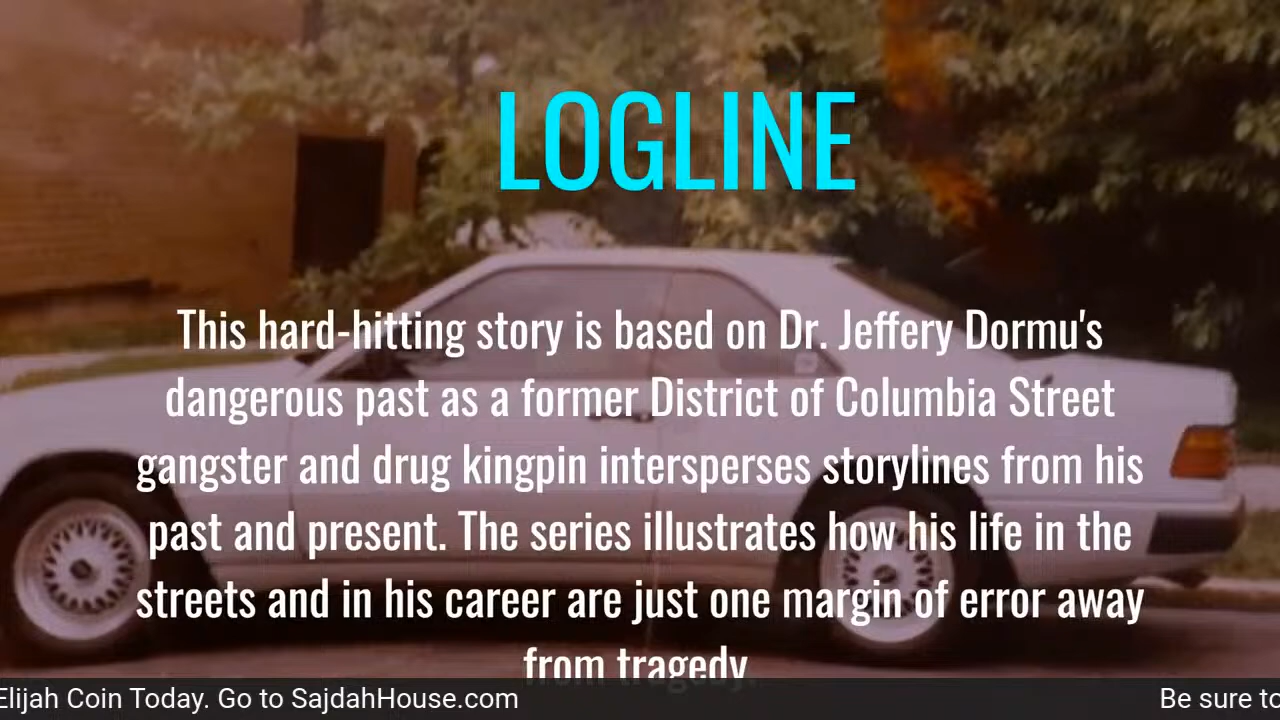 LOGLINE
This hard-hitting story is based on Dr. Jeffery Dormu's
dangerous past as a former District of Columbia Street
gangster and drug kingpin intersperses storylines from his
past and present. The series illustrates how his life in the
streets and in his career are just one margin of error away
from tragedy.
Elijah Coin Today. Go to SajdahHouse.com
Be sure to